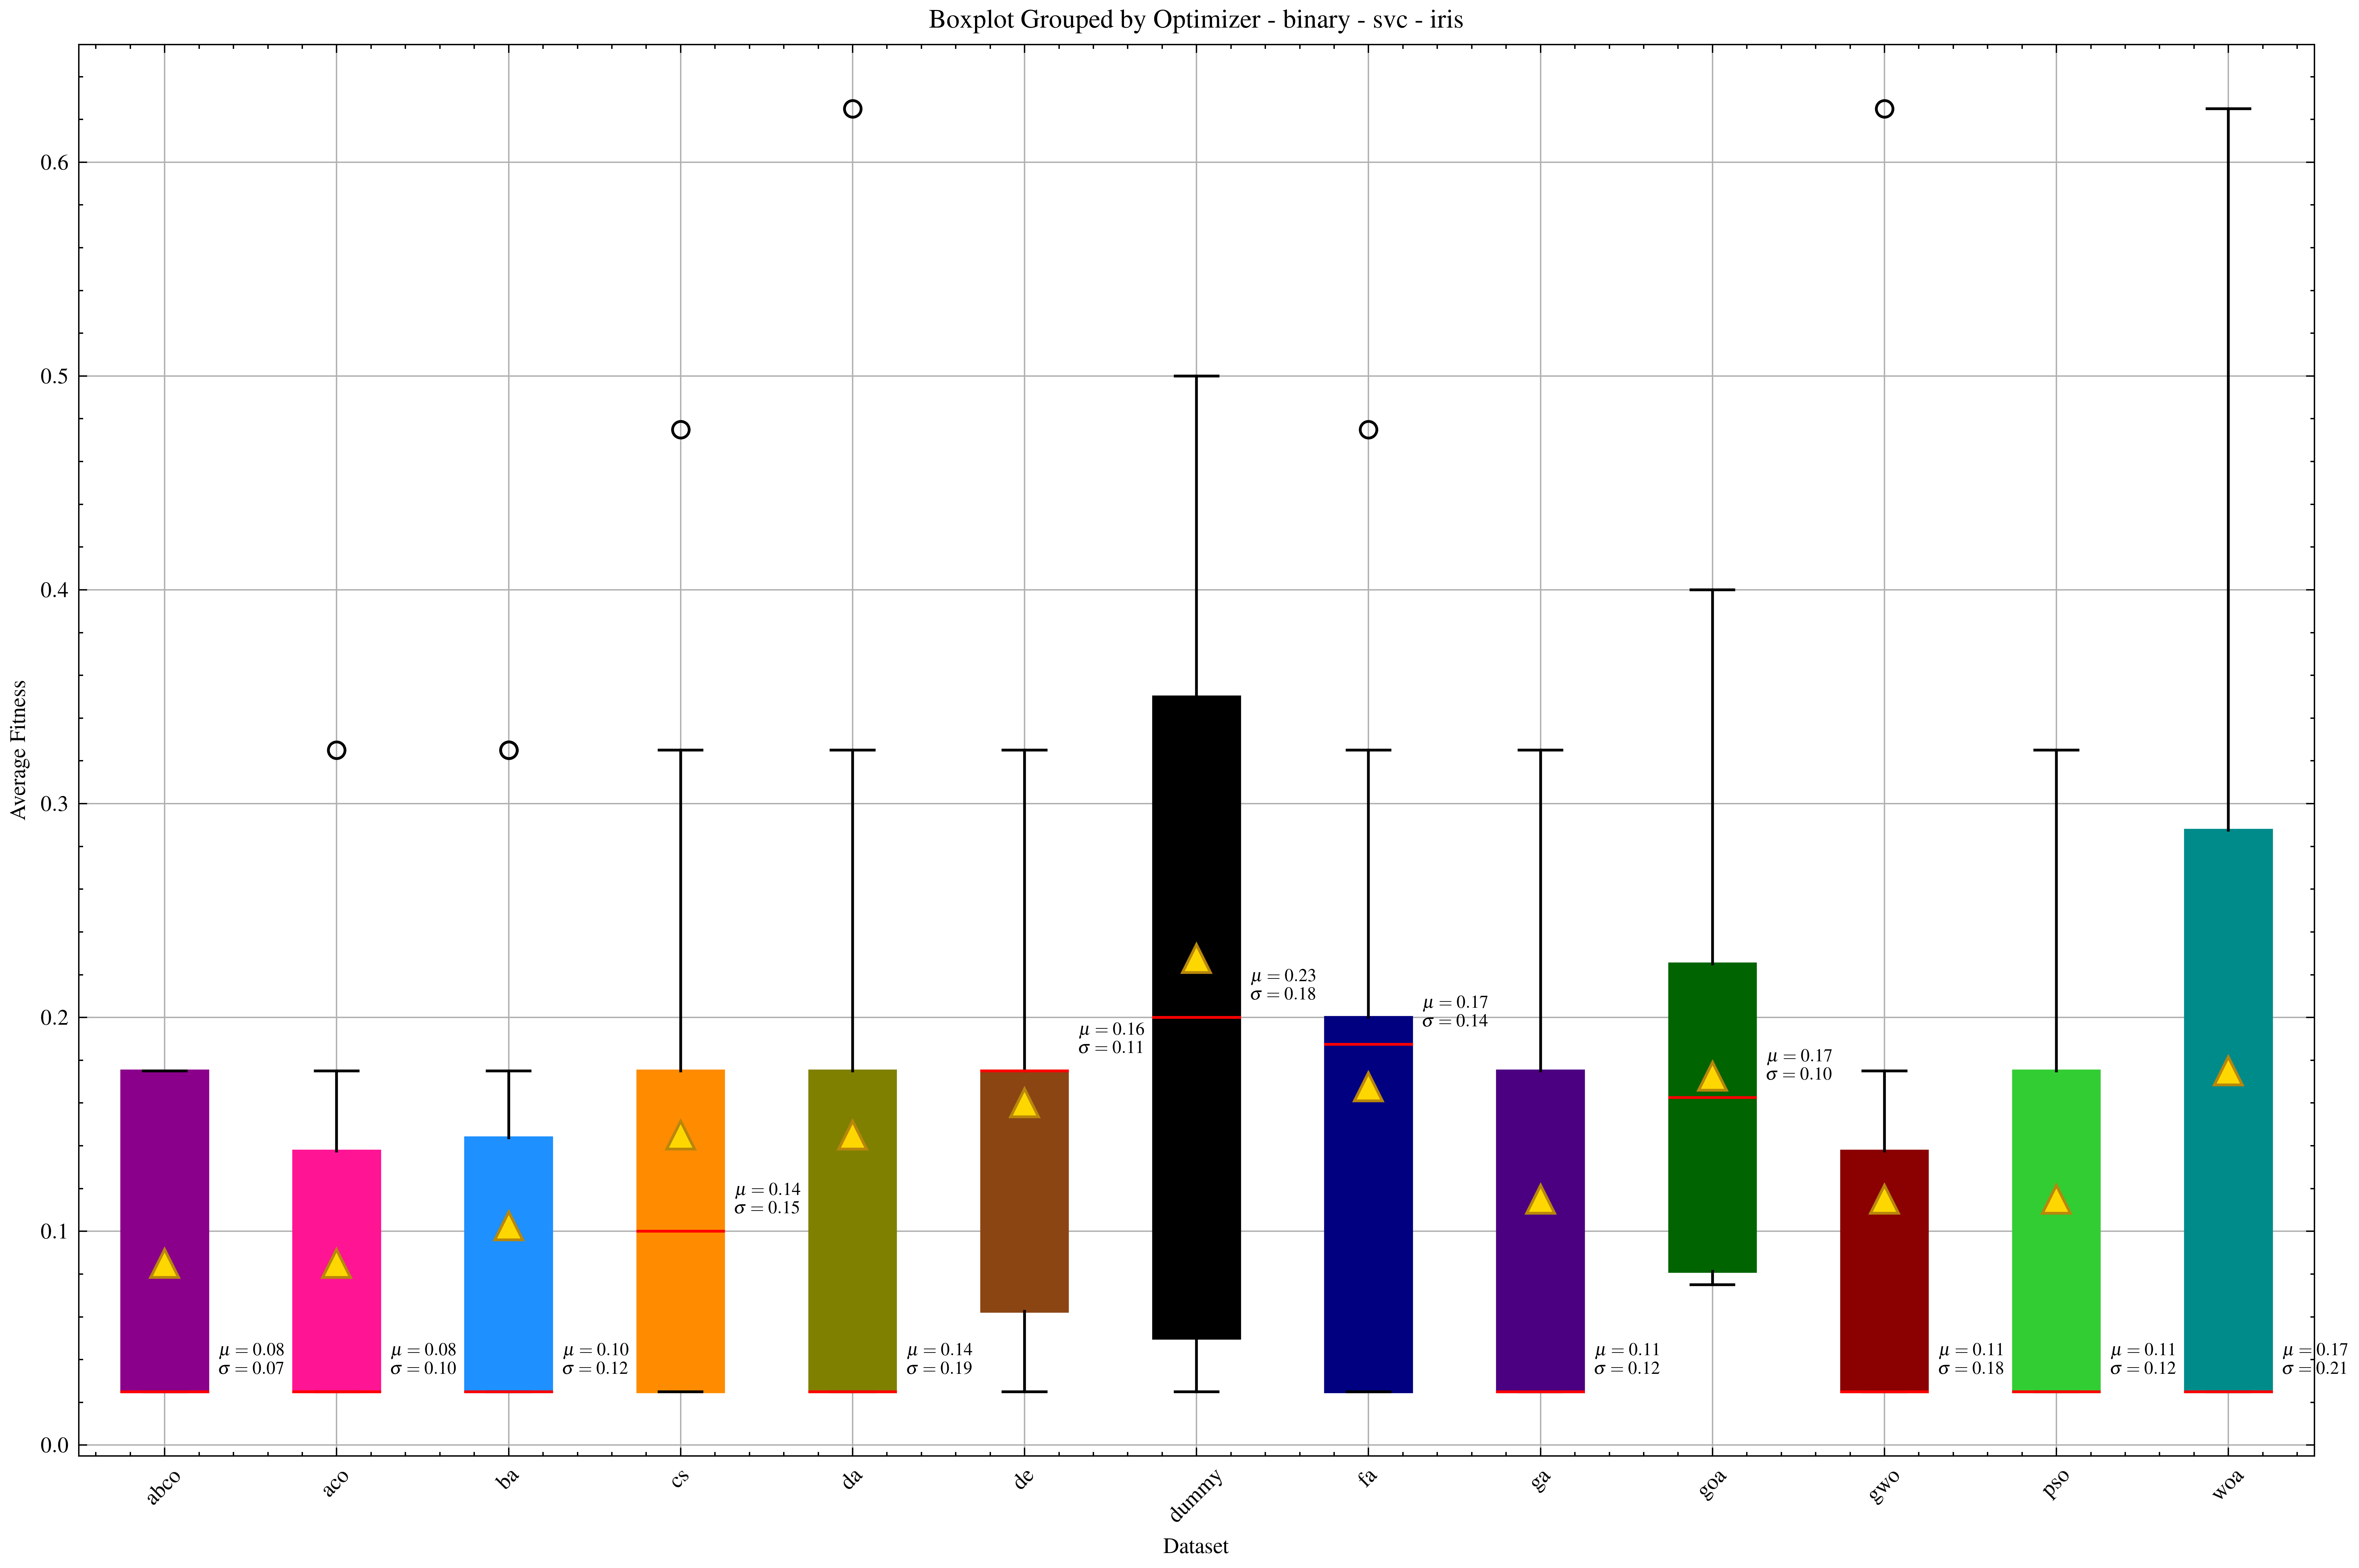 Boxplot Grouped by Optimizer - binary - svc - iris
Average Fitness
0.6
0.5
0.4
0.3
0.2
0.1
0.0
μ = 0.08
σ = 0.07
μ = 0.08
σ = 0.10
μ = 0.10
σ = 0.12
μ = 0.14
σ = 0.15
μ = 0.14
σ = 0.19
μ = 0.16
σ = 0.11
μ = 0.23
σ = 0.18
μ = 0.17
σ = 0.14
μ = 0.11
σ = 0.12
μ = 0.17
σ = 0.10
μ = 0.11
σ = 0.18
μ = 0.11
σ = 0.12
μ = 0.17
σ = 0.21
abco
aco
ba
cs
da
de
dummy
fa
ga
goa
gwo
pso
woa
Dataset